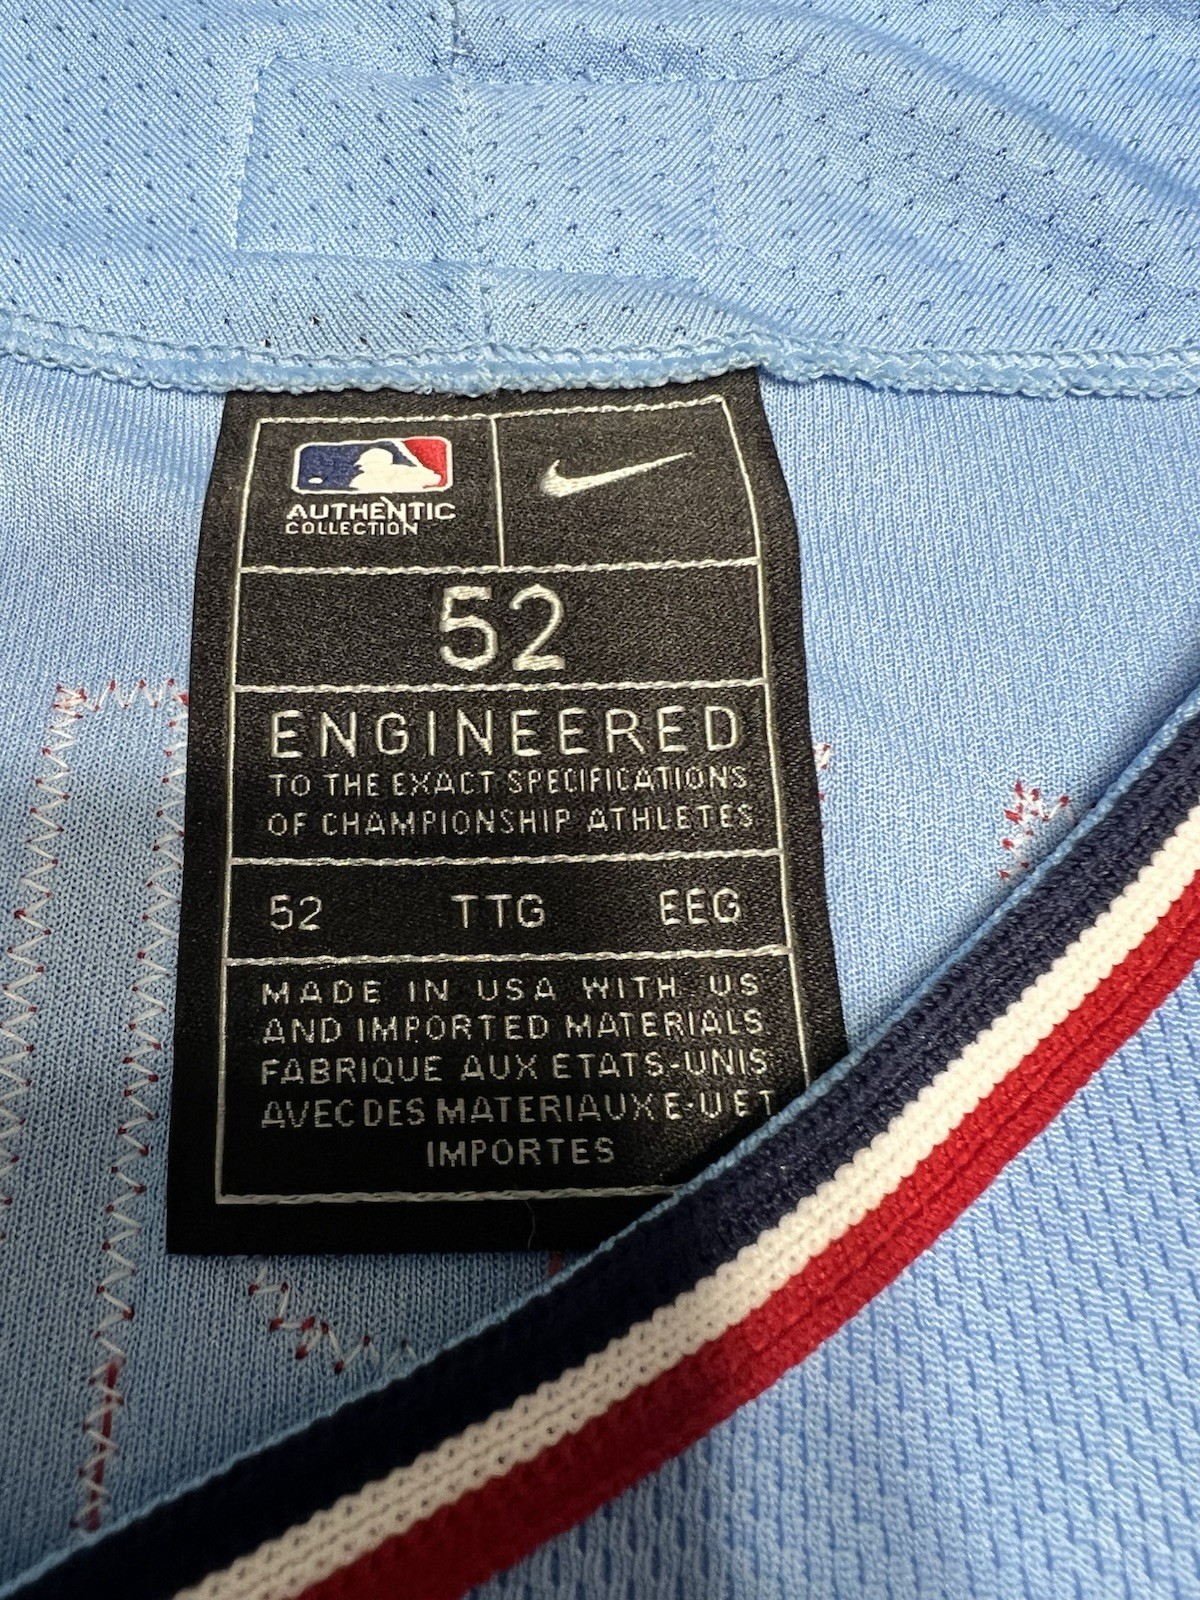 AUTHENTIC
COLLECTION
52
ENGINEERED
TO THE EXACT SPECIFICATIONS
OF CHAMPIONSHIP ATHLETES
52 TTG EEG
MADE IN USA WITH US
AND IMPORTED MATERIALS
FABRIQUE AUX ETATS-UNIS
AVEC DES MATERIAUX E-U ET
IMPORTES